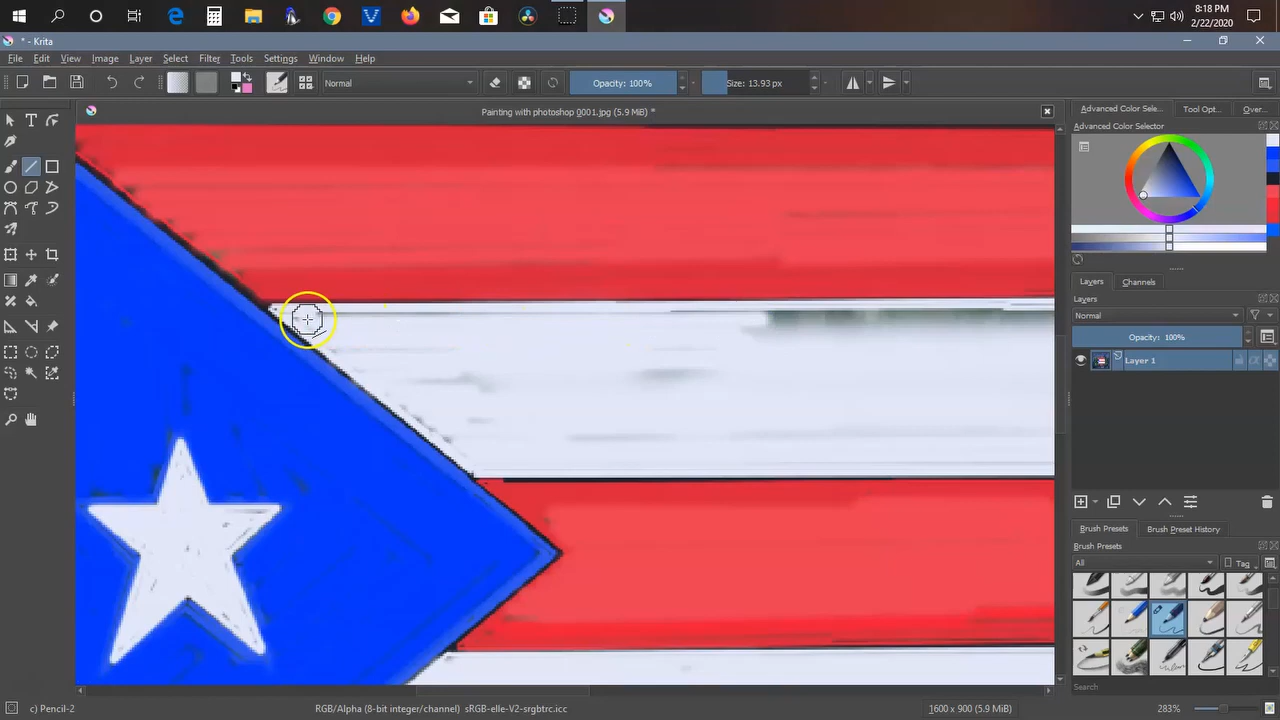 8:18 PM
2/22/2020
* - Krita
File Edit View Image Layer Select Filter Tools Settings Window Help
Normal
Opacity: 100%
Size: 13.93 px
Painting with photoshop 0001.jpg (5.9 MiB) *
Advanced Color Sele...
Tool Opt...
Over...
Advanced Color Selector
Layers
Channels
Layers
Normal
Opacity: 100%
Layer 1
Brush Presets
Brush Preset History
Brush Presets
All
Tag
Search
c) Pencil-2
RGB/Alpha (8-bit integer/channel) sRGB-elle-V2-srgbtrc.icc
1600 x 900 (5.9 MiB)
283%